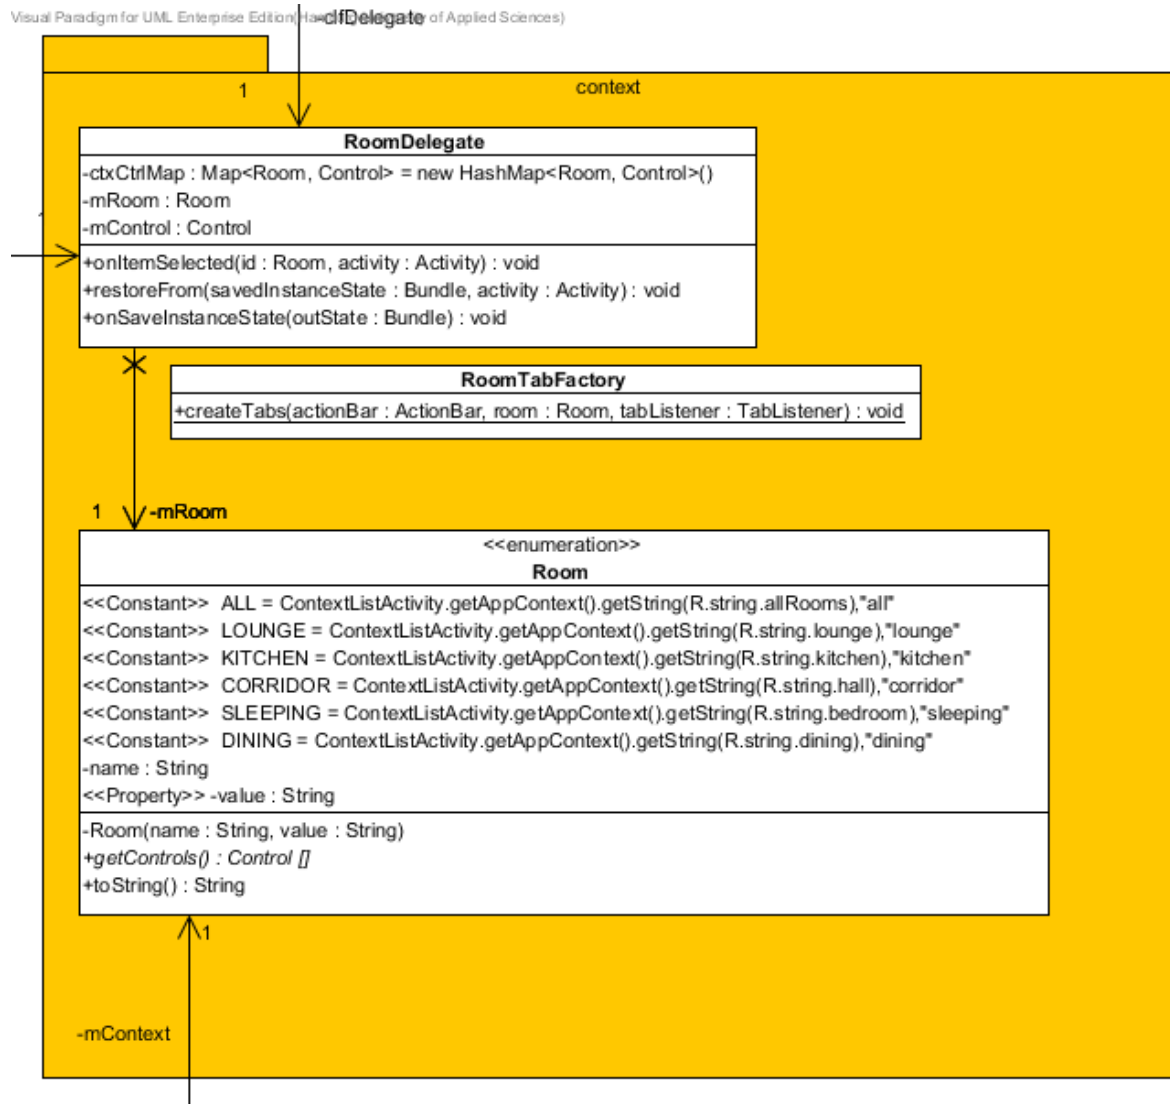 Visual Paradigm for UML Enterprise Edition(Ha of Applied Sciences)
-clfDelegate
context
1
RoomDelegate
-ctxCtrlMap : Map<Room, Control> = new HashMap<Room, Control>()
-mRoom : Room
-mControl : Control
1
+onItemSelected(id : Room, activity : Activity) : void
+restoreFrom(savedInstanceState : Bundle, activity : Activity) : void
+onSaveInstanceState(outState : Bundle) : void
RoomTabFactory
+createTabs(actionBar : ActionBar, room : Room, tabListener : TabListener) : void
1 -mRoom
<<enumeration>>
Room
<<Constant>> ALL = ContextListActivity.getAppContext().getString(R.string.allRooms),"all"
<<Constant>> LOUNGE = ContextListActivity.getAppContext().getString(R.string.lounge),"lounge"
<<Constant>> KITCHEN = ContextListActivity.getAppContext().getString(R.string.kitchen),"kitchen"
<<Constant>> CORRIDOR = ContextListActivity.getAppContext().getString(R.string.hall),"corridor"
<<Constant>> SLEEPING = ContextListActivity.getAppContext().getString(R.string.bedroom),"sleeping"
<<Constant>> DINING = ContextListActivity.getAppContext().getString(R.string.dining),"dining"
-name : String
<<Property>> -value : String
-Room(name : String, value : String)
+getControls() : Control []
+toString() : String
1
-mContext